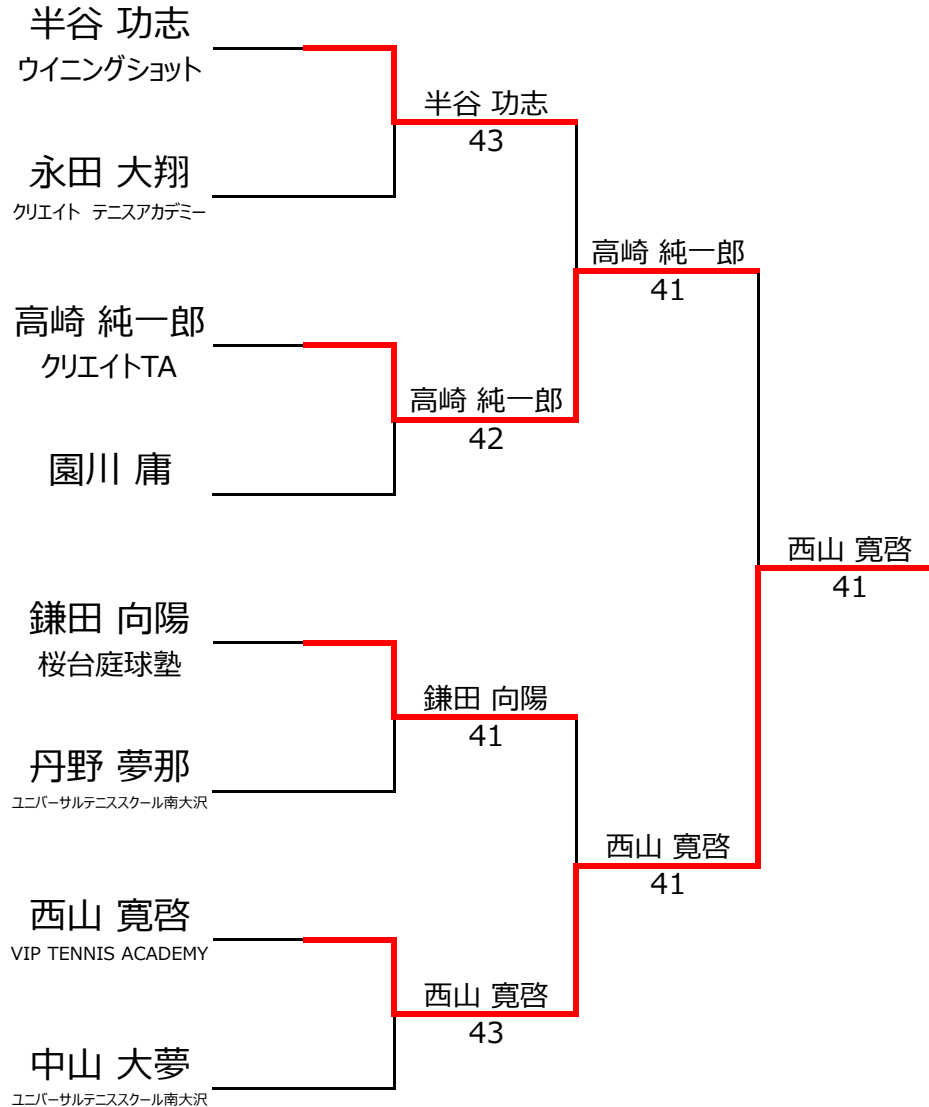 半谷 功志
ウイニングショット
半谷 功志
43
永田 大翔
クリエイト テニスアカデミー
高崎 純一郎
41
高崎 純一郎
クリエイトTA
高崎 純一郎
42
園川 庸
西山 寛啓
41
鎌田 向陽
桜台庭球塾
鎌田 向陽
41
丹野 夢那
ユニバーサルテニススクール南大沢
西山 寛啓
41
西山 寛啓
VIP TENNIS ACADEMY
西山 寛啓
43
中山 大夢
ユニバーサルテニススクール南大沢